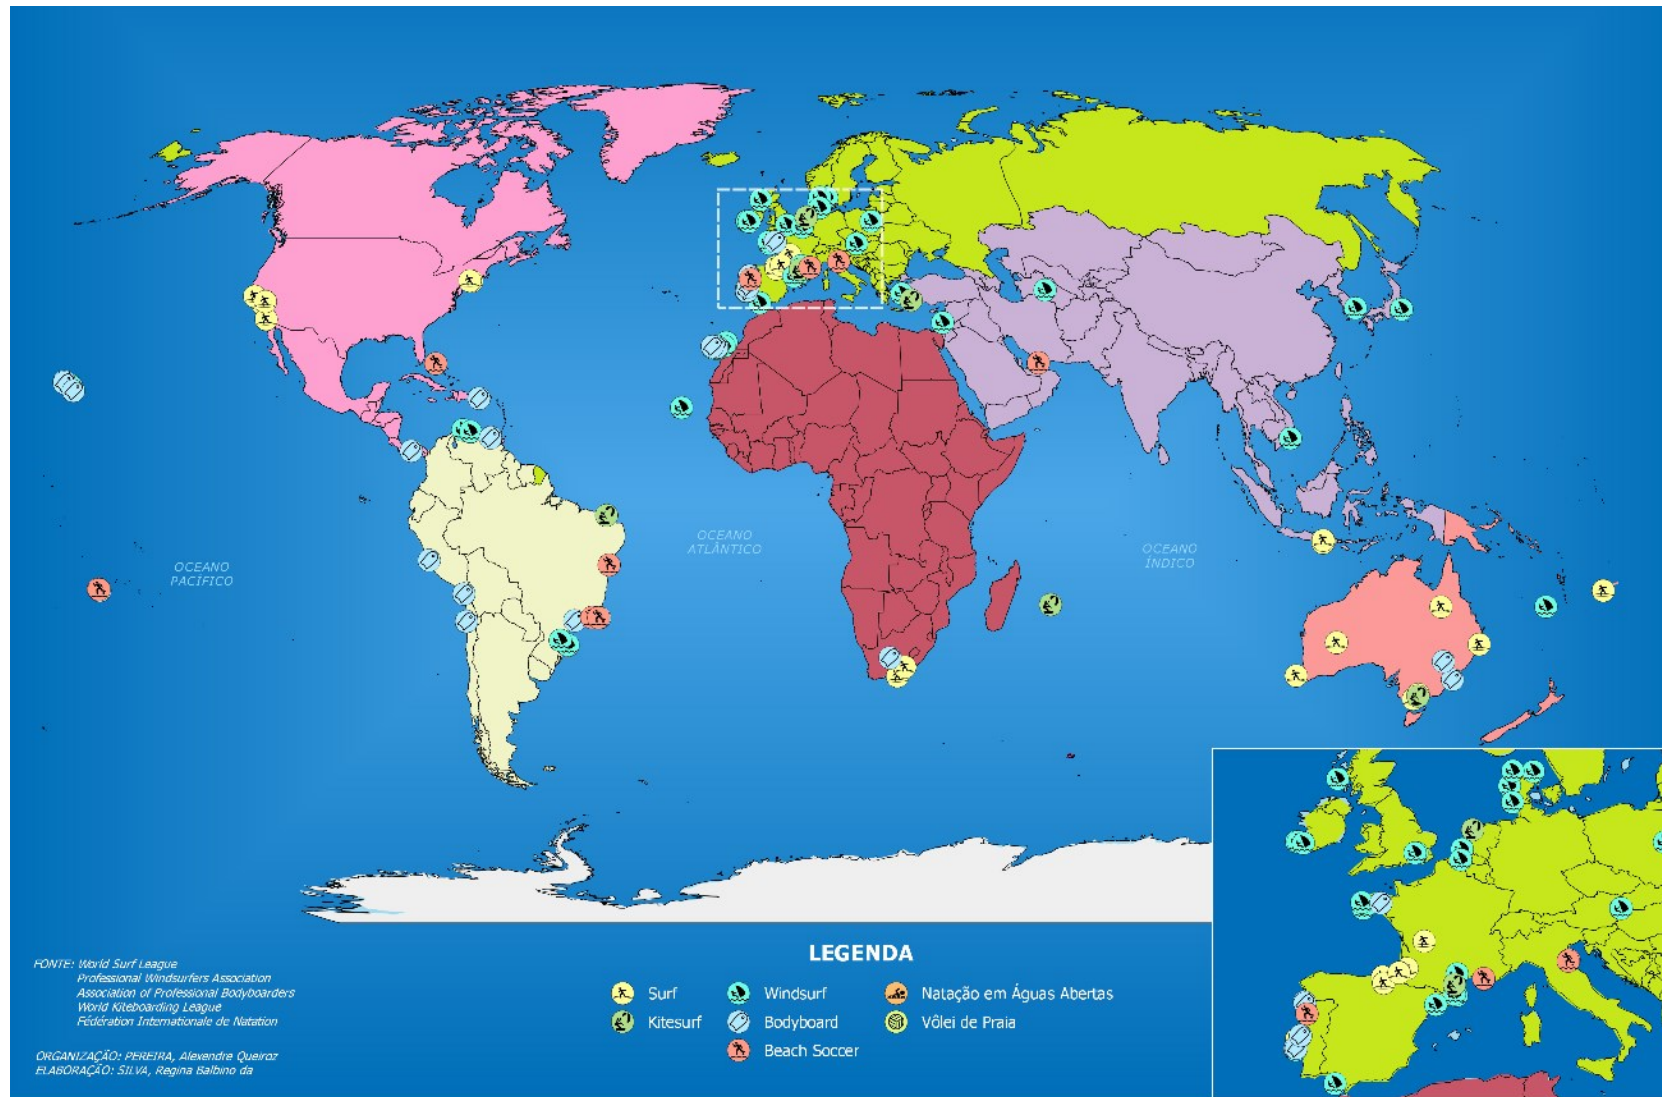 OCEANO
ATLÂNTICO
OCEANO
ÍNDICO
OCEANO
PACÍFICO
LEGENDA
FONTE: World Surf League
Professional Windsurfers Association
Association of Professional Bodyboarders
World Kiteboarding League
Fédération Internationale de Natation
ORGANIZAÇÃO: PEREIRA, Alexendre Queiroz
ELABORAÇÃO: SILVA, Regina Balbino da
Surf
Windsurf
Natação em Águas Abertas
Kitesurf
Bodyboard
Vôlei de Praia
Beach Soccer